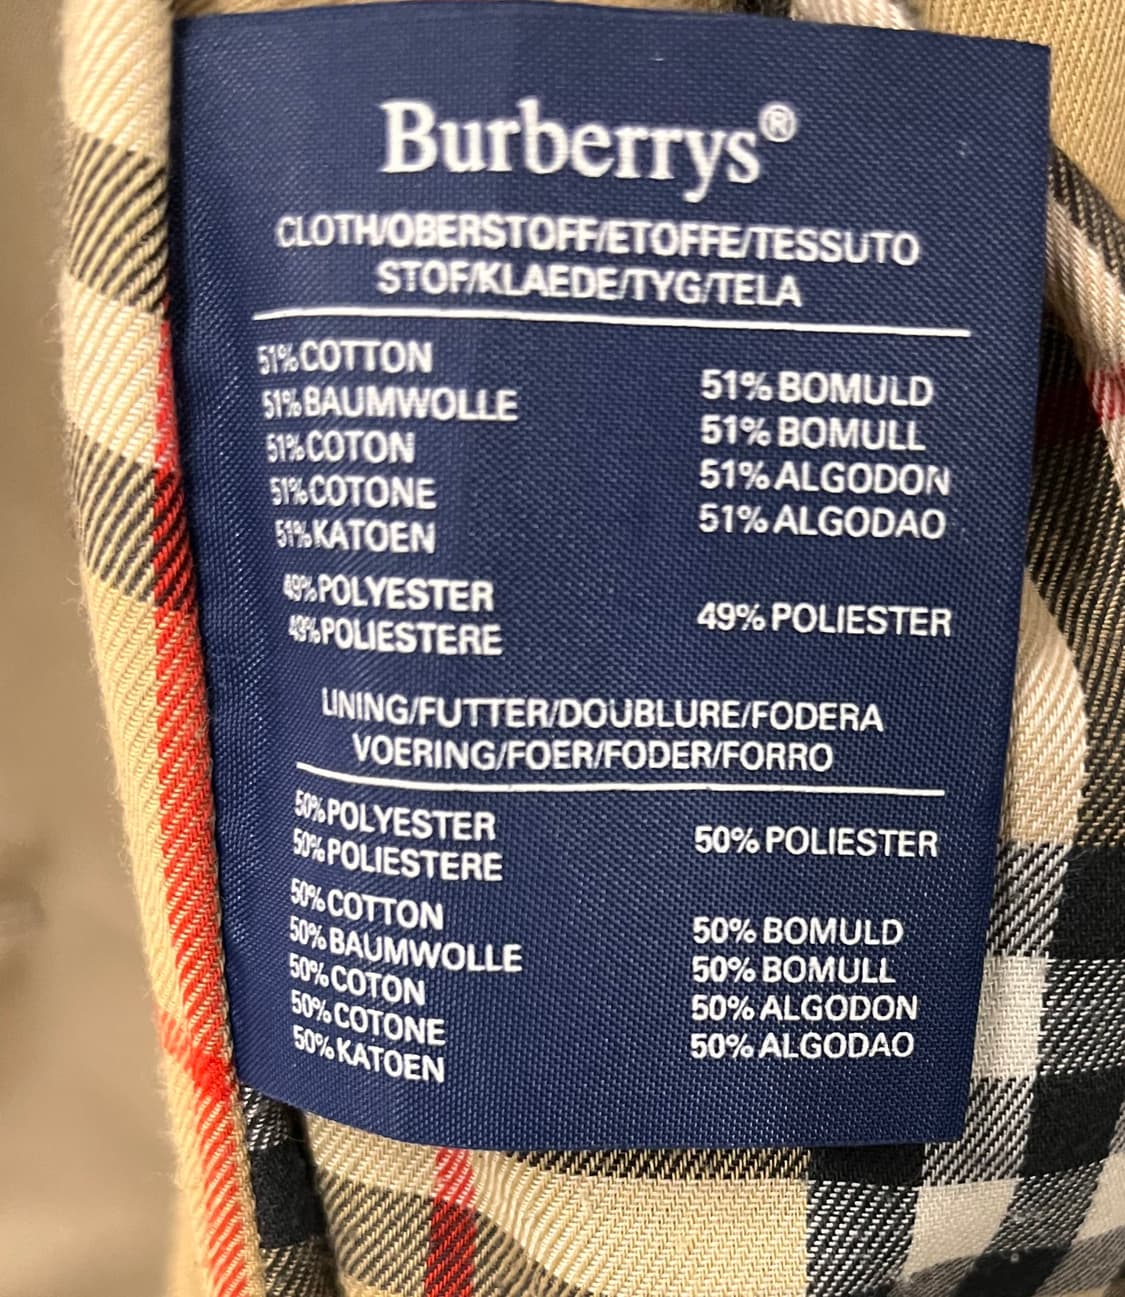 Burberrys®
CLOTH/OBERSTOFF/ETOFFE/TESSUTO
STOF/KLAEDE/TYG/TELA
51% COTTON
51% BAUMWOLLE
51% COTON
51% COTONE
51% KATOEN
51% BOMULD
51% BOMULL
51% ALGODON
51% ALGODAO
49% POLYESTER
49% POLIESTERE
49% POLIESTER
LINING/FUTTER/DOUBLURE/FODERA
VOERING/FOER/FODER/FORRO
50% POLYESTER
50% POLIESTERE
50% POLIESTER
50% COTTON
50% BAUMWOLLE
50% COTON
50% COTONE
50% KATOEN
50% BOMULD
50% BOMULL
50% ALGODON
50% ALGODAO